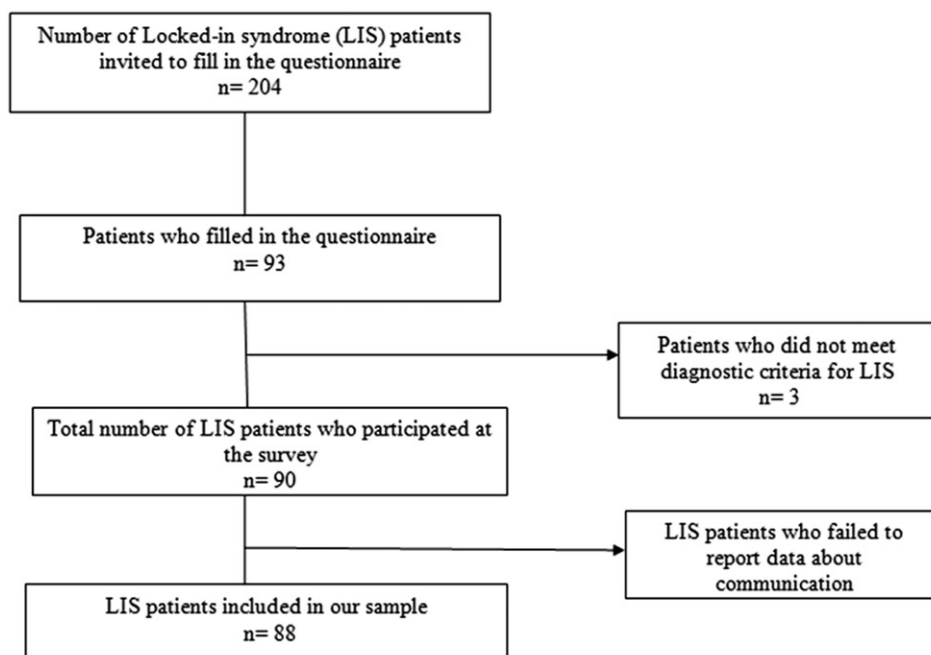 Number of Locked-in syndrome (LIS) patients
invited to fill in the questionnaire
n= 204
Patients who filled in the questionnaire
n= 93
Patients who did not meet
diagnostic criteria for LIS
n= 3
Total number of LIS patients who participated at
the survey
n= 90
LIS patients who failed to
report data about
communication
LIS patients included in our sample
n= 88